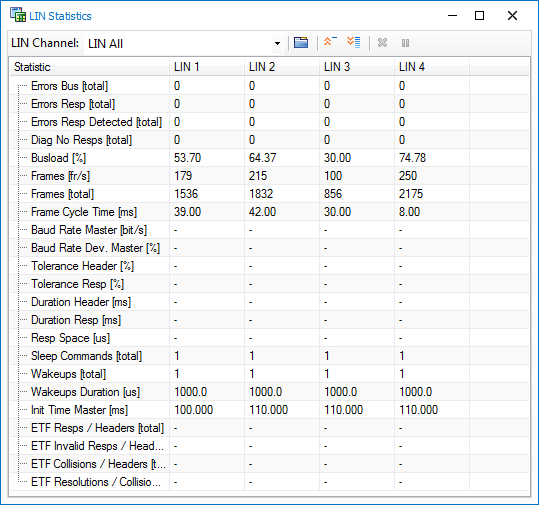 LIN Statistics
LIN Channel: LIN All
Statistic LIN 1 LIN 2 LIN 3 LIN 4
Errors Bus [total] 0 0 0 0
Errors Resp [total] 0 0 0 0
Errors Resp Detected [total] 0 0 0 0
Diag No Resps [total] 0 0 0 0
Busload [%] 53.70 64.37 30.00 74.78
Frames [fr/s] 179 215 100 250
Frames [total] 1536 1832 856 2175
Frame Cycle Time [ms] 39.00 42.00 30.00 8.00
Baud Rate Master [bit/s] - - - -
Baud Rate Dev. Master [%] - - - -
Tolerance Header [%] - - - -
Tolerance Resp [%] - - - -
Duration Header [ms] - - - -
Duration Resp [ms] - - - -
Resp Space [us] - - - -
Sleep Commands [total] 1 1 1 1
Wakeups [total] 1 1 1 1
Wakeups Duration [us] 1000.0 1000.0 1000.0 1000.0
Init Time Master [ms] 100.000 110.000 110.000 110.000
ETF Resps / Headers [total] - - - -
ETF Invalid Resps / Head... - - - -
ETF Collisions / Headers [t... - - - -
ETF Resolutions / Collisio... - - - -